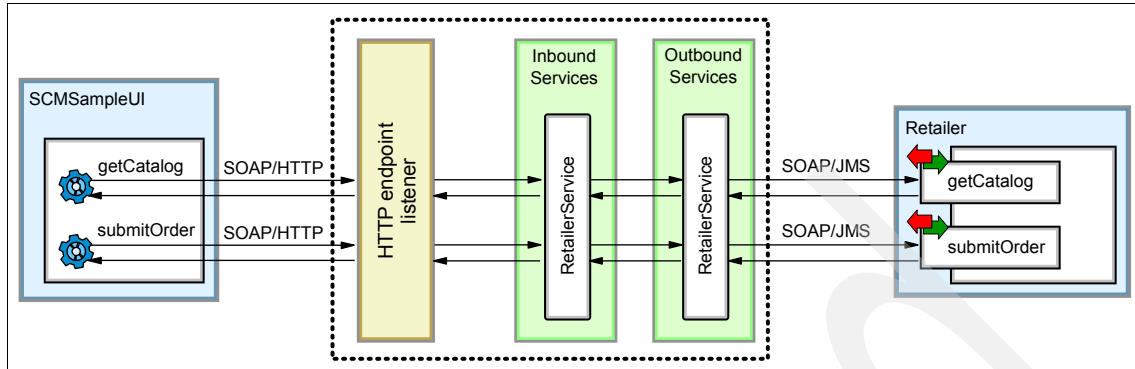 SCMSampleUI
getCatalog
SOAP/HTTP
submitOrder
SOAP/HTTP
HTTP endpoint
listener
Inbound
Services
RetailerService
Outbound
Services
RetailerService
SOAP/JMS
SOAP/JMS
Retailer
getCatalog
submitOrder